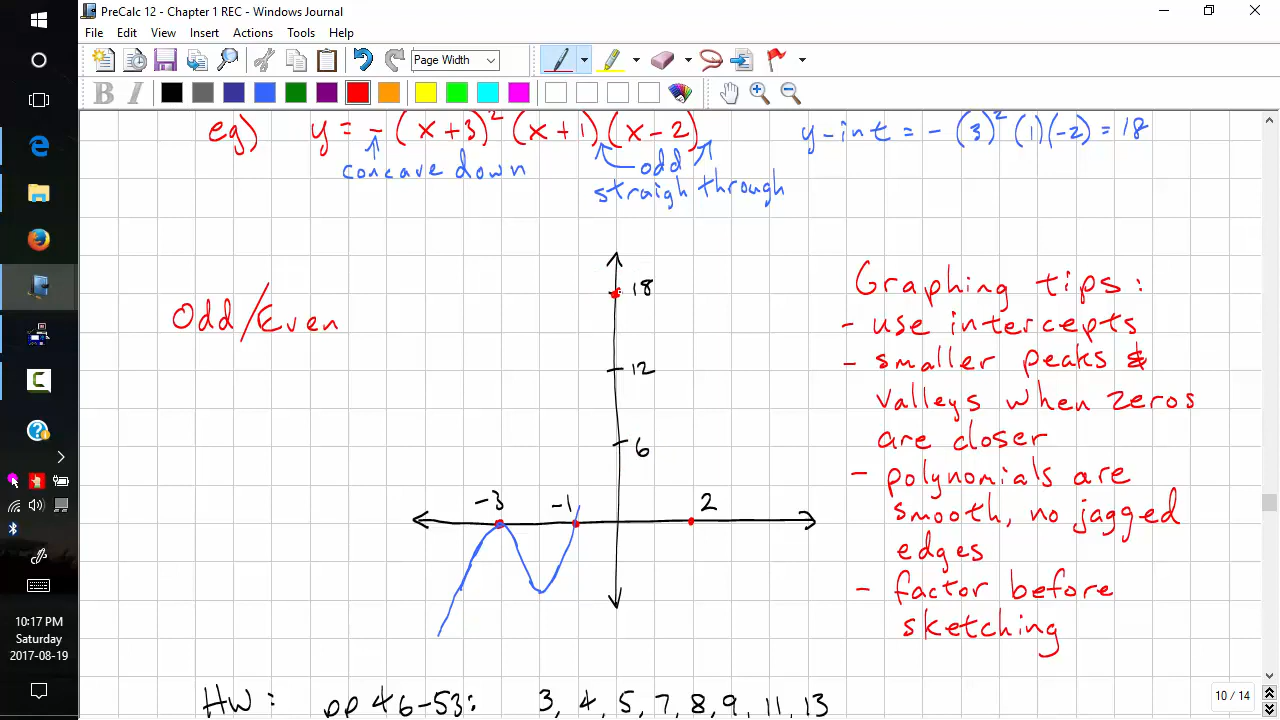 PreCalc 12 - Chapter 1 REC - Windows Journal
File Edit View Insert Actions Tools Help
Page Width
B I
eg) y = - (x+3)² (x+1)(x-2)
y-int = - (3)² (1)(-2) = 18
concave down
odd
straigh through
18
Odd/Even
12
6
-3 -1 2
Graphing tips:
- use intercepts
- smaller peaks &
valleys when zeros
are closer
- polynomials are
smooth, no jagged
edges
- factor before
sketching
HW: pp 46-53: 3, 4, 5, 7, 8, 9, 11, 13
10:17 PM
Saturday
2017-08-19
10 / 14